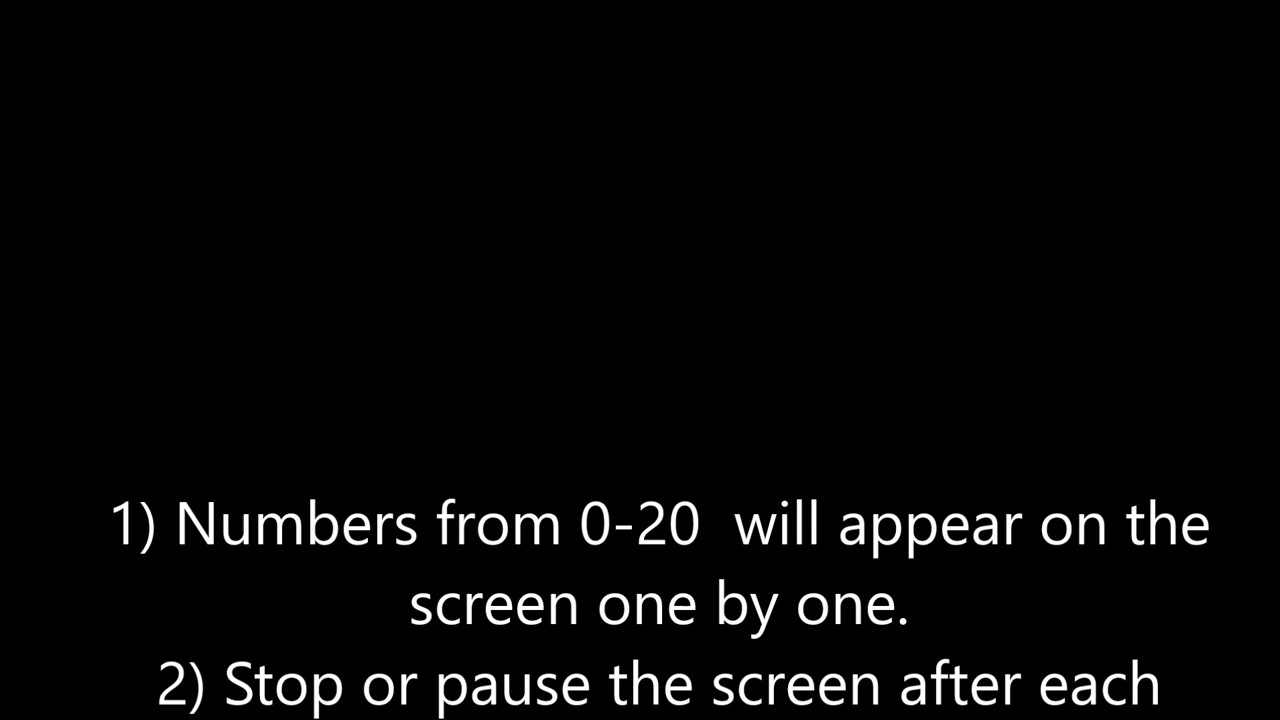 1) Numbers from 0-20  will appear on the
screen one by one.
2) Stop or pause the screen after each